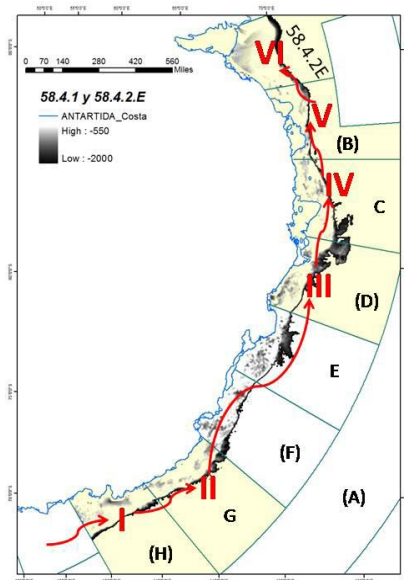 0 70 140 280 420 560
Miles
58.4.1 y 58.4.2.E
ANTARTIDA_Costa
High : -550
Low : -2000
58.4.2E
VI
V
(B)
IV
C
III
(D)
E
(F)
(A)
II
G
I
(H)